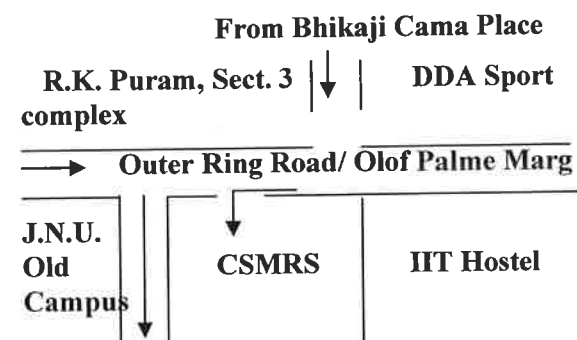 From Bhikaji Cama Place
R.K. Puram, Sect. 3 DDA Sport
complex
Outer Ring Road/ Olof Palme Marg
J.N.U.
Old
Campus
CSMRS
IIT Hostel